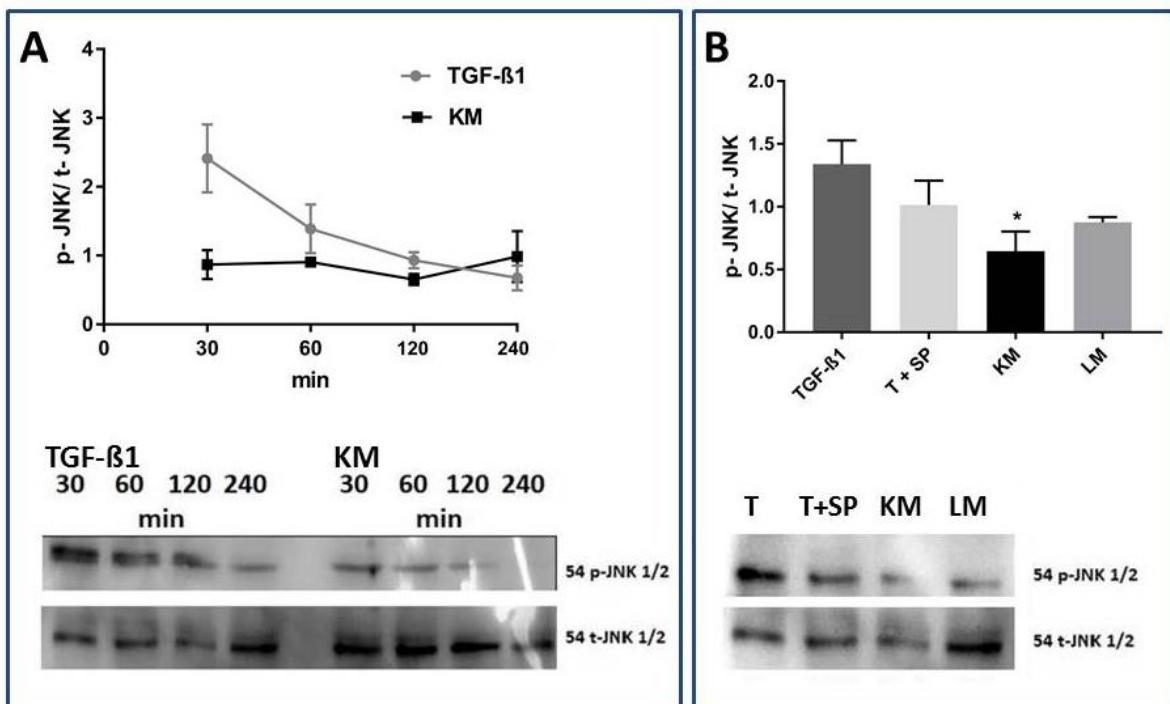 A
4
3
2
1
0
p- JNK/ t- JNK
TGF-ß1
KM
0 30 60 120 240
min
TGF-ß1 KM
30 60 120 240 30 60 120 240
min min
54 p-JNK 1/2
54 t-JNK 1/2
B
2.0
1.5
1.0
0.5
0.0
p- JNK/ t- JNK
*
TGF-ß1 T + SP KM LM
T T+SP KM LM
54 p-JNK 1/2
54 t-JNK 1/2